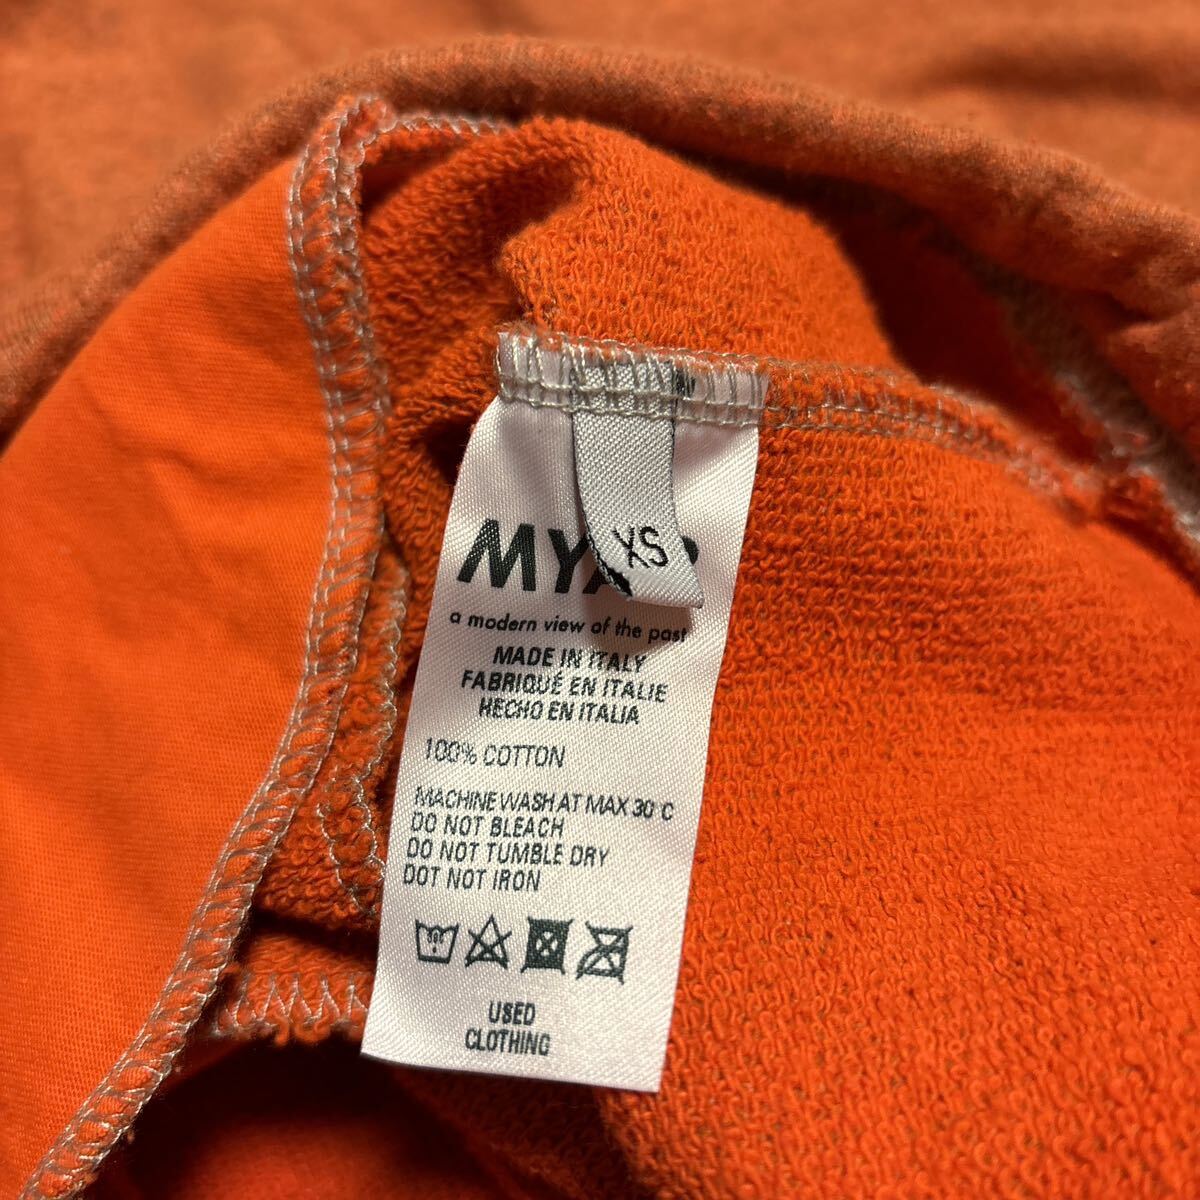 XS
a modern view of the past
MADE IN ITALY
FABRIQUÉ EN ITALIE
HECHO EN ITALIA
100% COTTON
MACHINE WASH AT MAX 30°C
DO NOT BLEACH
DO NOT TUMBLE DRY
DOT NOT IRON
USED
CLOTHING